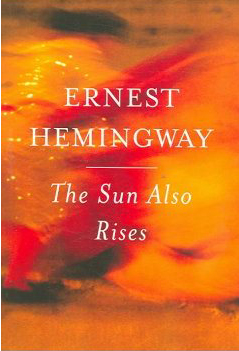 ERNEST
HEMINGWAY
The Sun Also
Rises